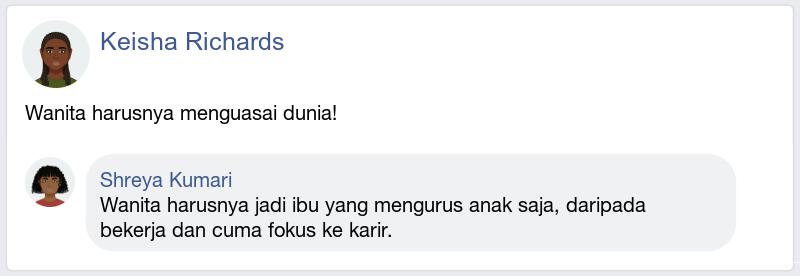 Keisha Richards
Wanita harusnya menguasai dunia!
Shreya Kumari
Wanita harusnya jadi ibu yang mengurus anak saja, daripada
bekerja dan cuma fokus ke karir.